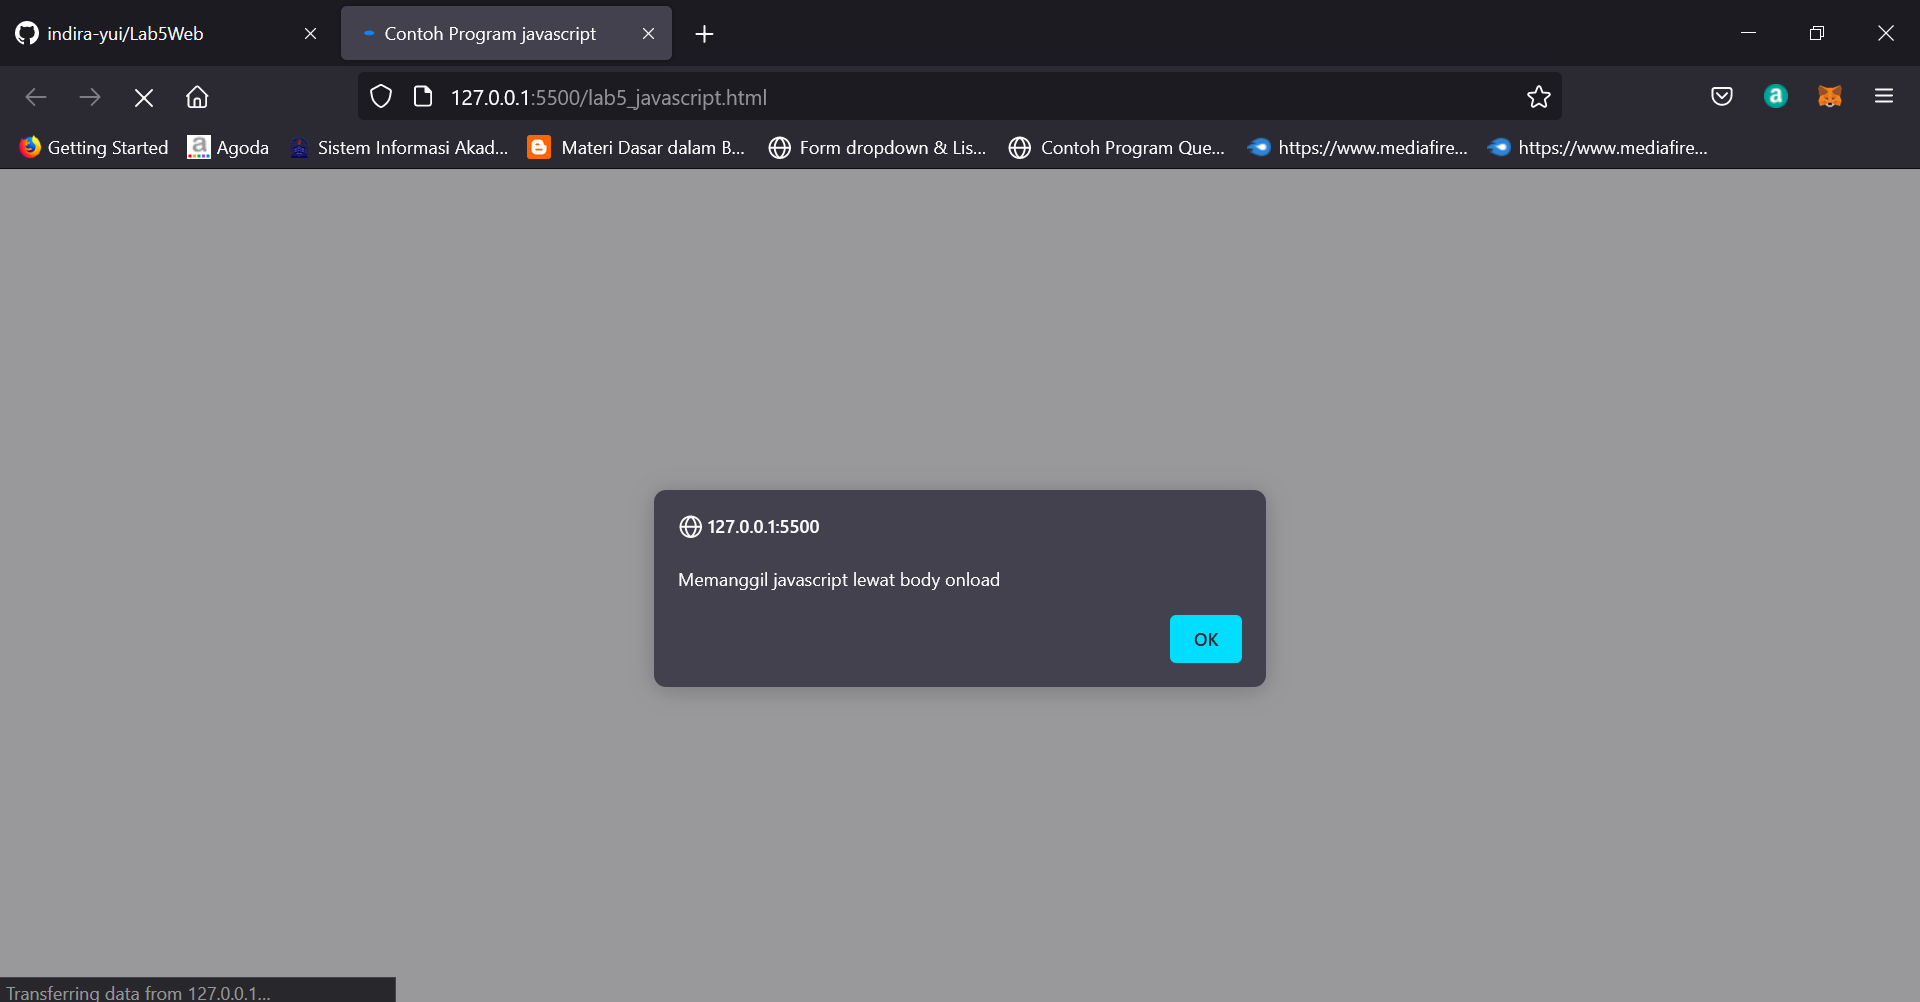 indira-yui/Lab5Web
Contoh Program javascript
127.0.0.1:5500/lab5_javascript.html
Getting Started
Agoda
Sistem Informasi Akad...
Materi Dasar dalam B...
Form dropdown & Lis...
Contoh Program Que...
https://www.mediafire...
https://www.mediafire...
127.0.0.1:5500
Memanggil javascript lewat body onload
OK
Transferring data from 127.0.0.1...